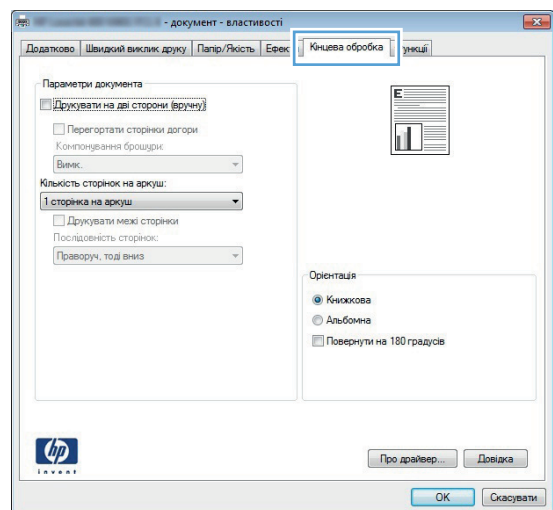 - документ - властивості
Додатково Швидкий виклик друку Папір/Якість Ефек Кінцева обробка ункції
Параметри документа
Друкувати на дві сторони (вручну)
Перегортати сторінки догори
Компонування брошури:
Вимк.
Кількість сторінок на аркуш:
1 сторінка на аркуш
Друкувати межі сторінки
Послідовність сторінок:
Праворуч, тоді вниз
E
Орієнтація
Книжкова
Альбомна
Повернути на 180 градусів
hp
invent
Про драйвер... Довідка
OK Скасувати